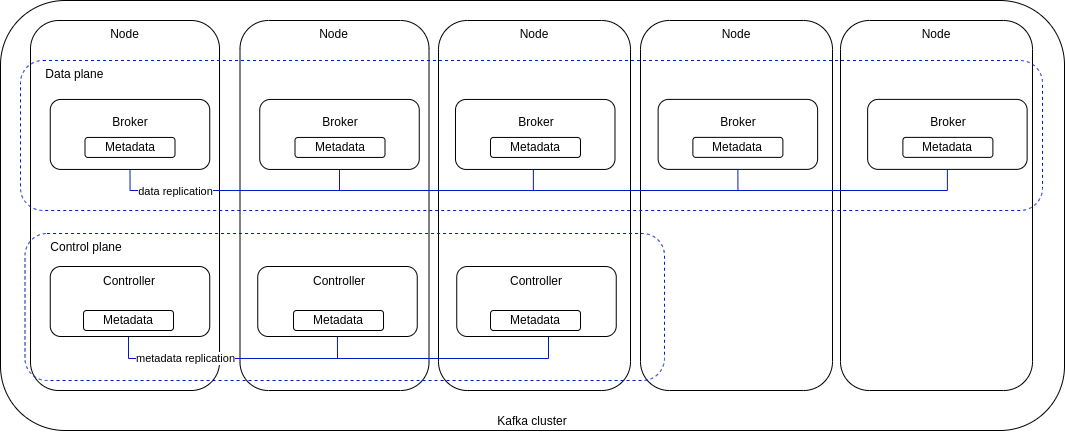 Node
Node
Node
Node
Node
Data plane
Broker
Broker
Broker
Broker
Broker
Metadata
Metadata
Metadata
Metadata
Metadata
data replication
Control plane
Controller
Controller
Controller
Metadata
Metadata
Metadata
metadata replication
Kafka cluster